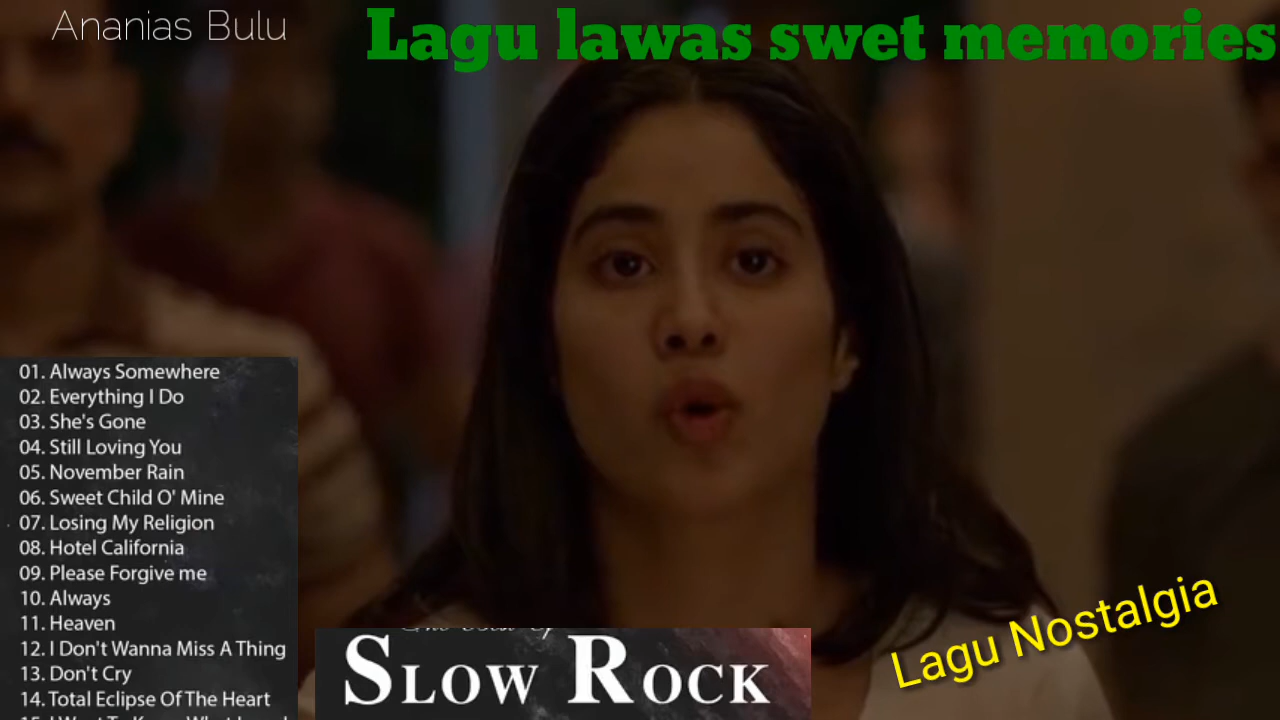 Ananias Bulu
Lagu lawas swet memories
01. Always Somewhere
02. Everything I Do
03. She's Gone
04. Still Loving You
05. November Rain
06. Sweet Child O' Mine
07. Losing My Religion
08. Hotel California
09. Please Forgive me
10. Always
11. Heaven
12. I Don't Wanna Miss A Thing
13. Don't Cry
14. Total Eclipse Of The Heart
SLOW ROCK
Lagu Nostalgia